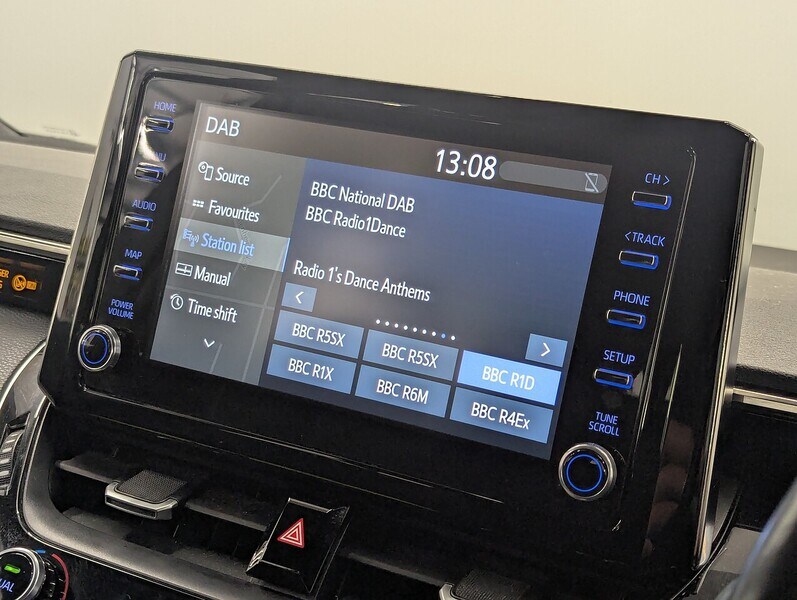 HOME
DAB
13:08
CH >
AUDIO
<TRACK
MAP
PHONE
POWER
VOLUME
SETUP
TUNE
SCROLL
Source
Favourites
Station list
Manual
Time shift
BBC National DAB
BBC Radio1Dance
Radio 1's Dance Anthems
BBC R5SX
BBC R5SX
BBC R1D
BBC R1X
BBC R6M
BBC R4Ex